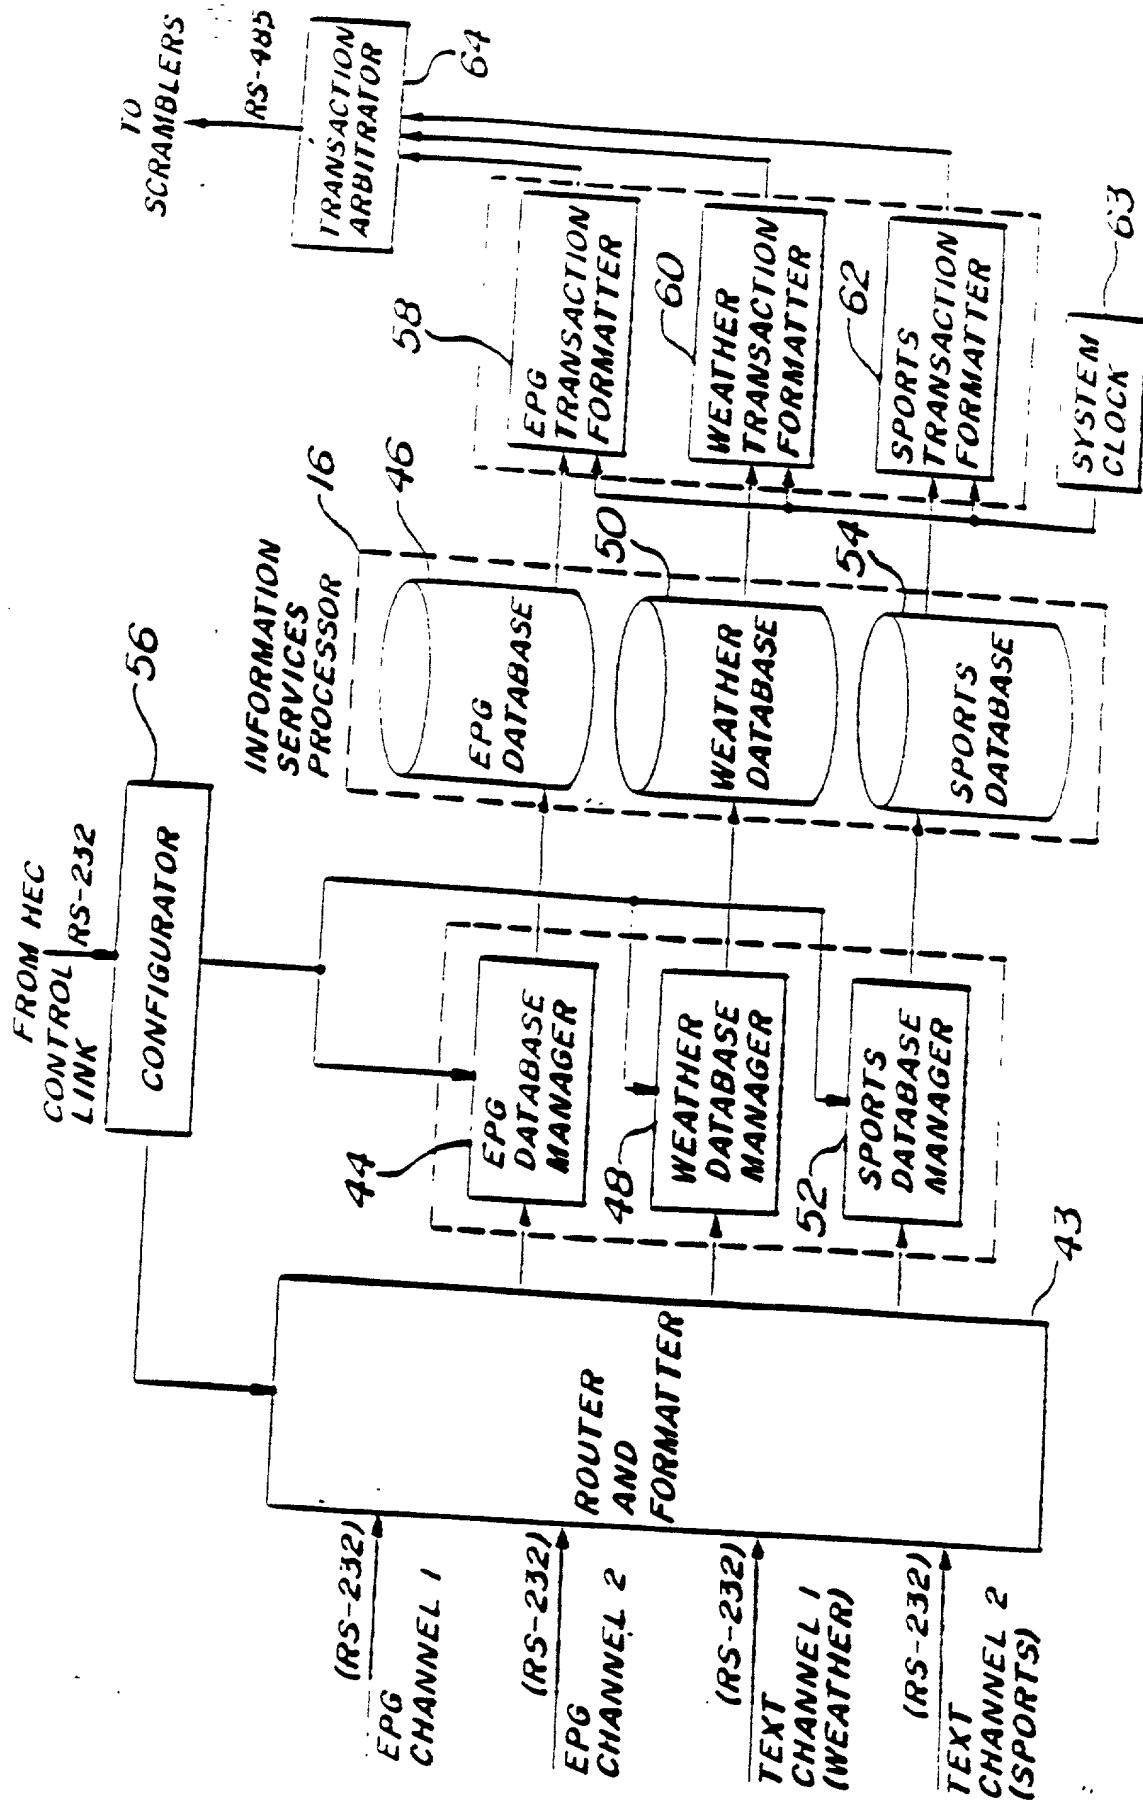 FROM HEC
CONTROL
LINK
RS-232
56
CONFIGURATOR
INFORMATION
SERVICES
PROCESSOR
16
TO
SCRAMBLERS
RS-485
TRANSACTION
ARBITRATOR
64
(RS-232)
EPG
CHANNEL 1
(RS-232)
EPG
CHANNEL 2
(RS-232)
TEXT
CHANNEL 1
(WEATHER)
(RS-232)
TEXT
CHANNEL 2
(SPORTS)
ROUTER
AND
FORMATTER
43
44
EPG
DATABASE
MANAGER
48
WEATHER
DATABASE
MANAGER
52
SPORTS
DATABASE
MANAGER
46
EPG
DATABASE
50
WEATHER
DATABASE
54
SPORTS
DATABASE
58
EPG
TRANSACTION
FORMATTER
60
WEATHER
TRANSACTION
FORMATTER
62
SPORTS
TRANSACTION
FORMATTER
SYSTEM
CLOCK
63